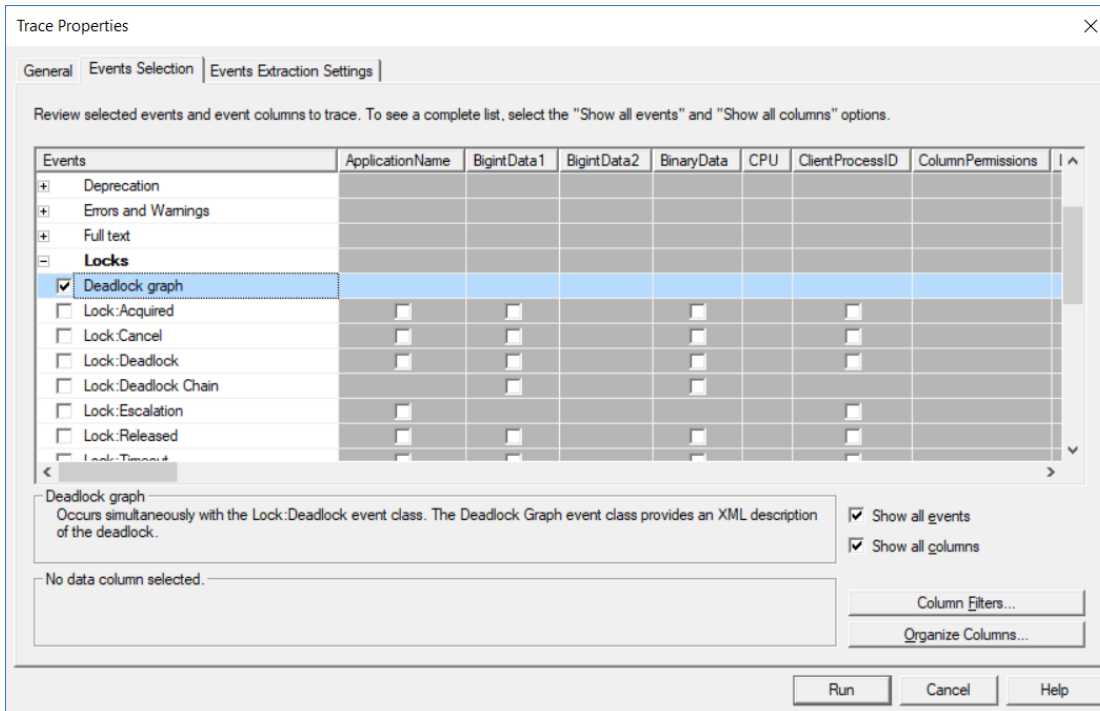 Trace Properties
General Events Selection Events Extraction Settings
Review selected events and event columns to trace. To see a complete list, select the "Show all events" and "Show all columns" options.
Events ApplicationName BigintData1 BigintData2 BinaryData CPU ClientProcessID ColumnPermissions
Deprecation
Errors and Warnings
Full text
Locks
Deadlock graph
Lock:Acquired
Lock:Cancel
Lock:Deadlock
Lock:Deadlock Chain
Lock:Escalation
Lock:Released
Lock:Timeout
Deadlock graph
Occurs simultaneously with the Lock:Deadlock event class. The Deadlock Graph event class provides an XML description
of the deadlock.
Show all events
Show all columns
No data column selected.
Column Filters...
Organize Columns...
Run Cancel Help